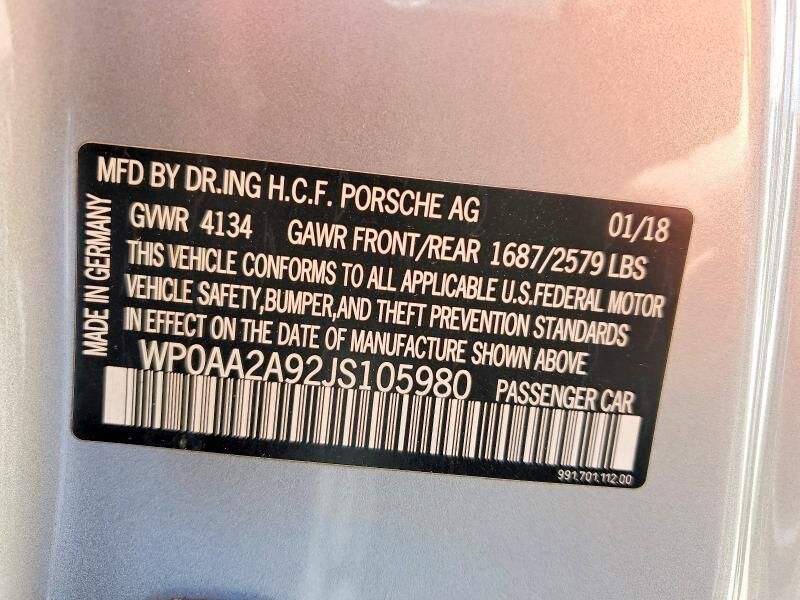 MFD BY DR.ING H.C.F. PORSCHE AG 01/18
GVWR 4134 GAWR FRONT/REAR 1687/2579 LBS
THIS VEHICLE CONFORMS TO ALL APPLICABLE U.S.FEDERAL MOTOR
VEHICLE SAFETY,BUMPER,AND THEFT PREVENTION STANDARDS
IN EFFECT ON THE DATE OF MANUFACTURE SHOWN ABOVE
WP0AA2A92JS105980 PASSENGER CAR
991.701.112.00
MADE IN GERMANY